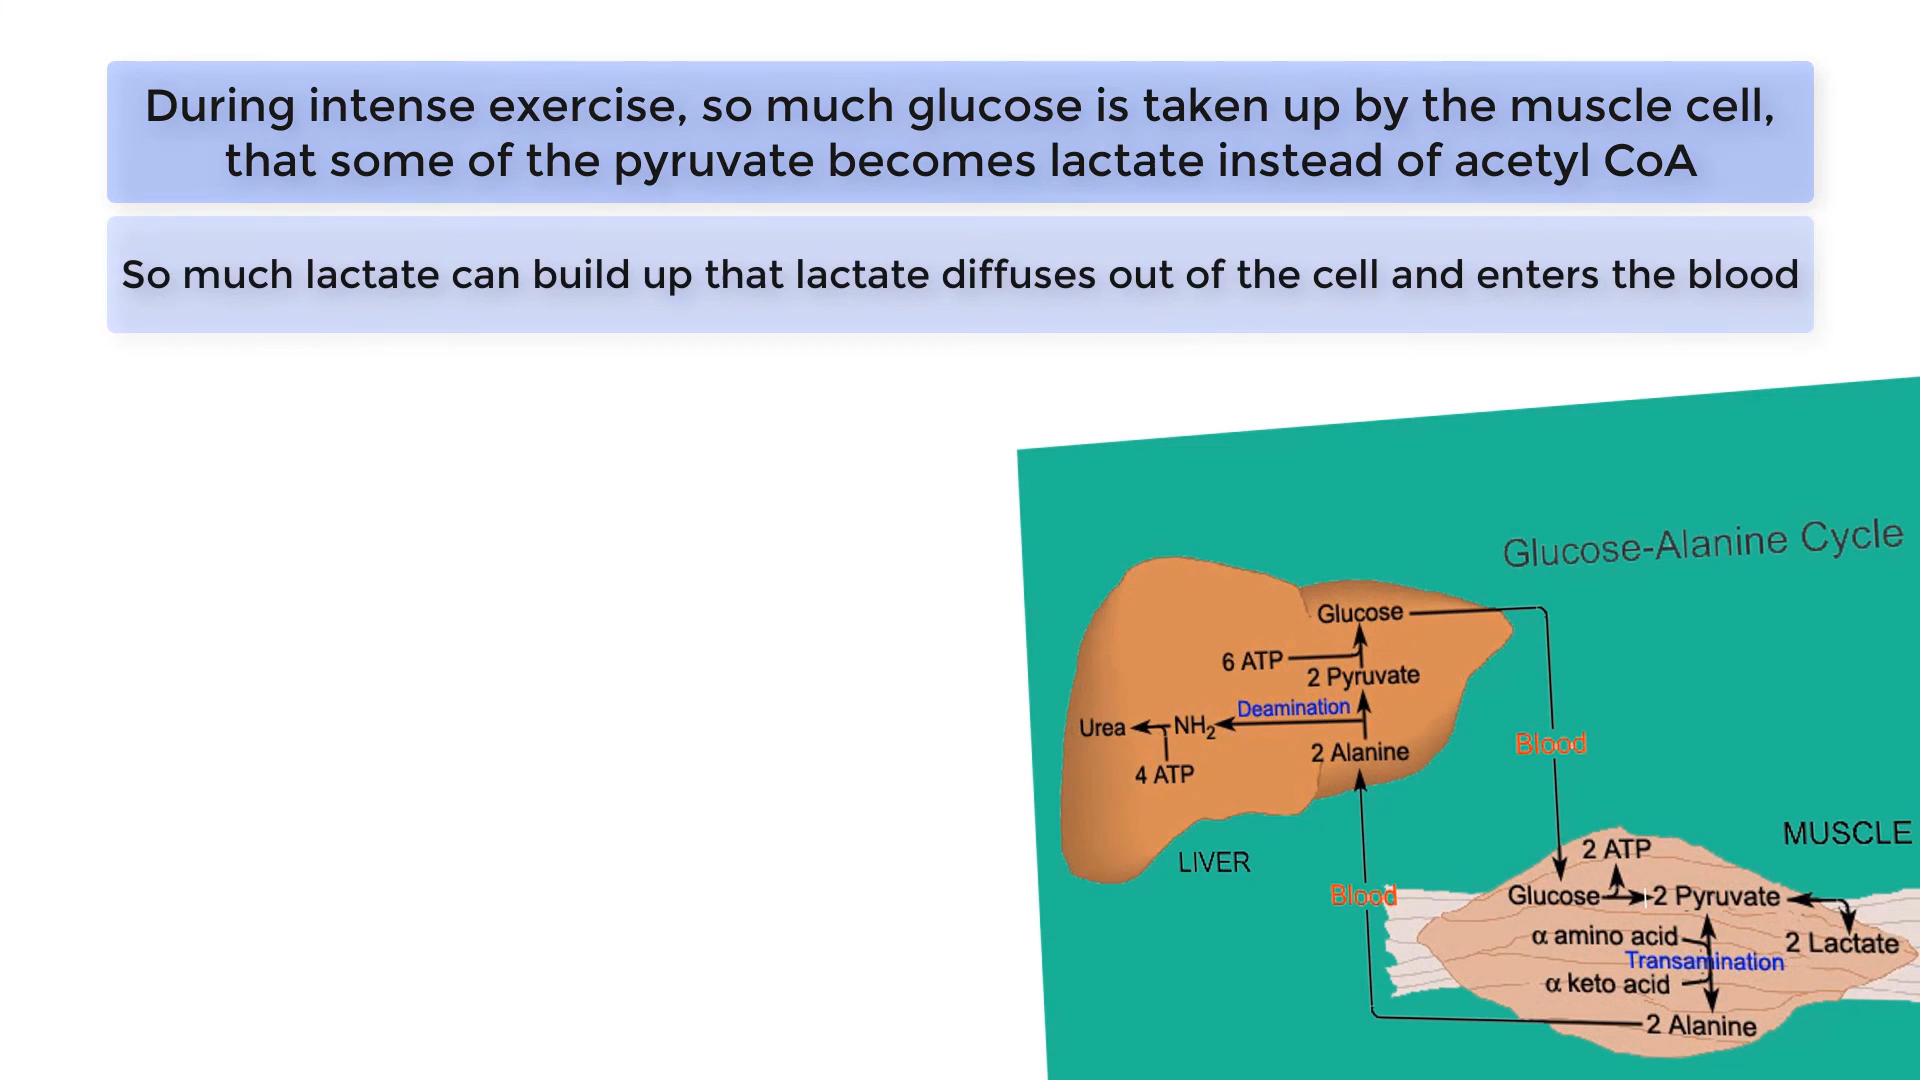 During intense exercise, so much glucose is taken up by the muscle cell,
that some of the pyruvate becomes lactate instead of acetyl CoA
So much lactate can build up that lactate diffuses out of the cell and enters the blood
Glucose-Alanine Cycle
Glucose
6 ATP
2 Pyruvate
Deamination
Urea
NH2
2 Alanine
4 ATP
LIVER
Blood
Blood
MUSCLE
2 ATP
Glucose
2 Pyruvate
α amino acid
2 Lactate
Transamination
α keto acid
2 Alanine